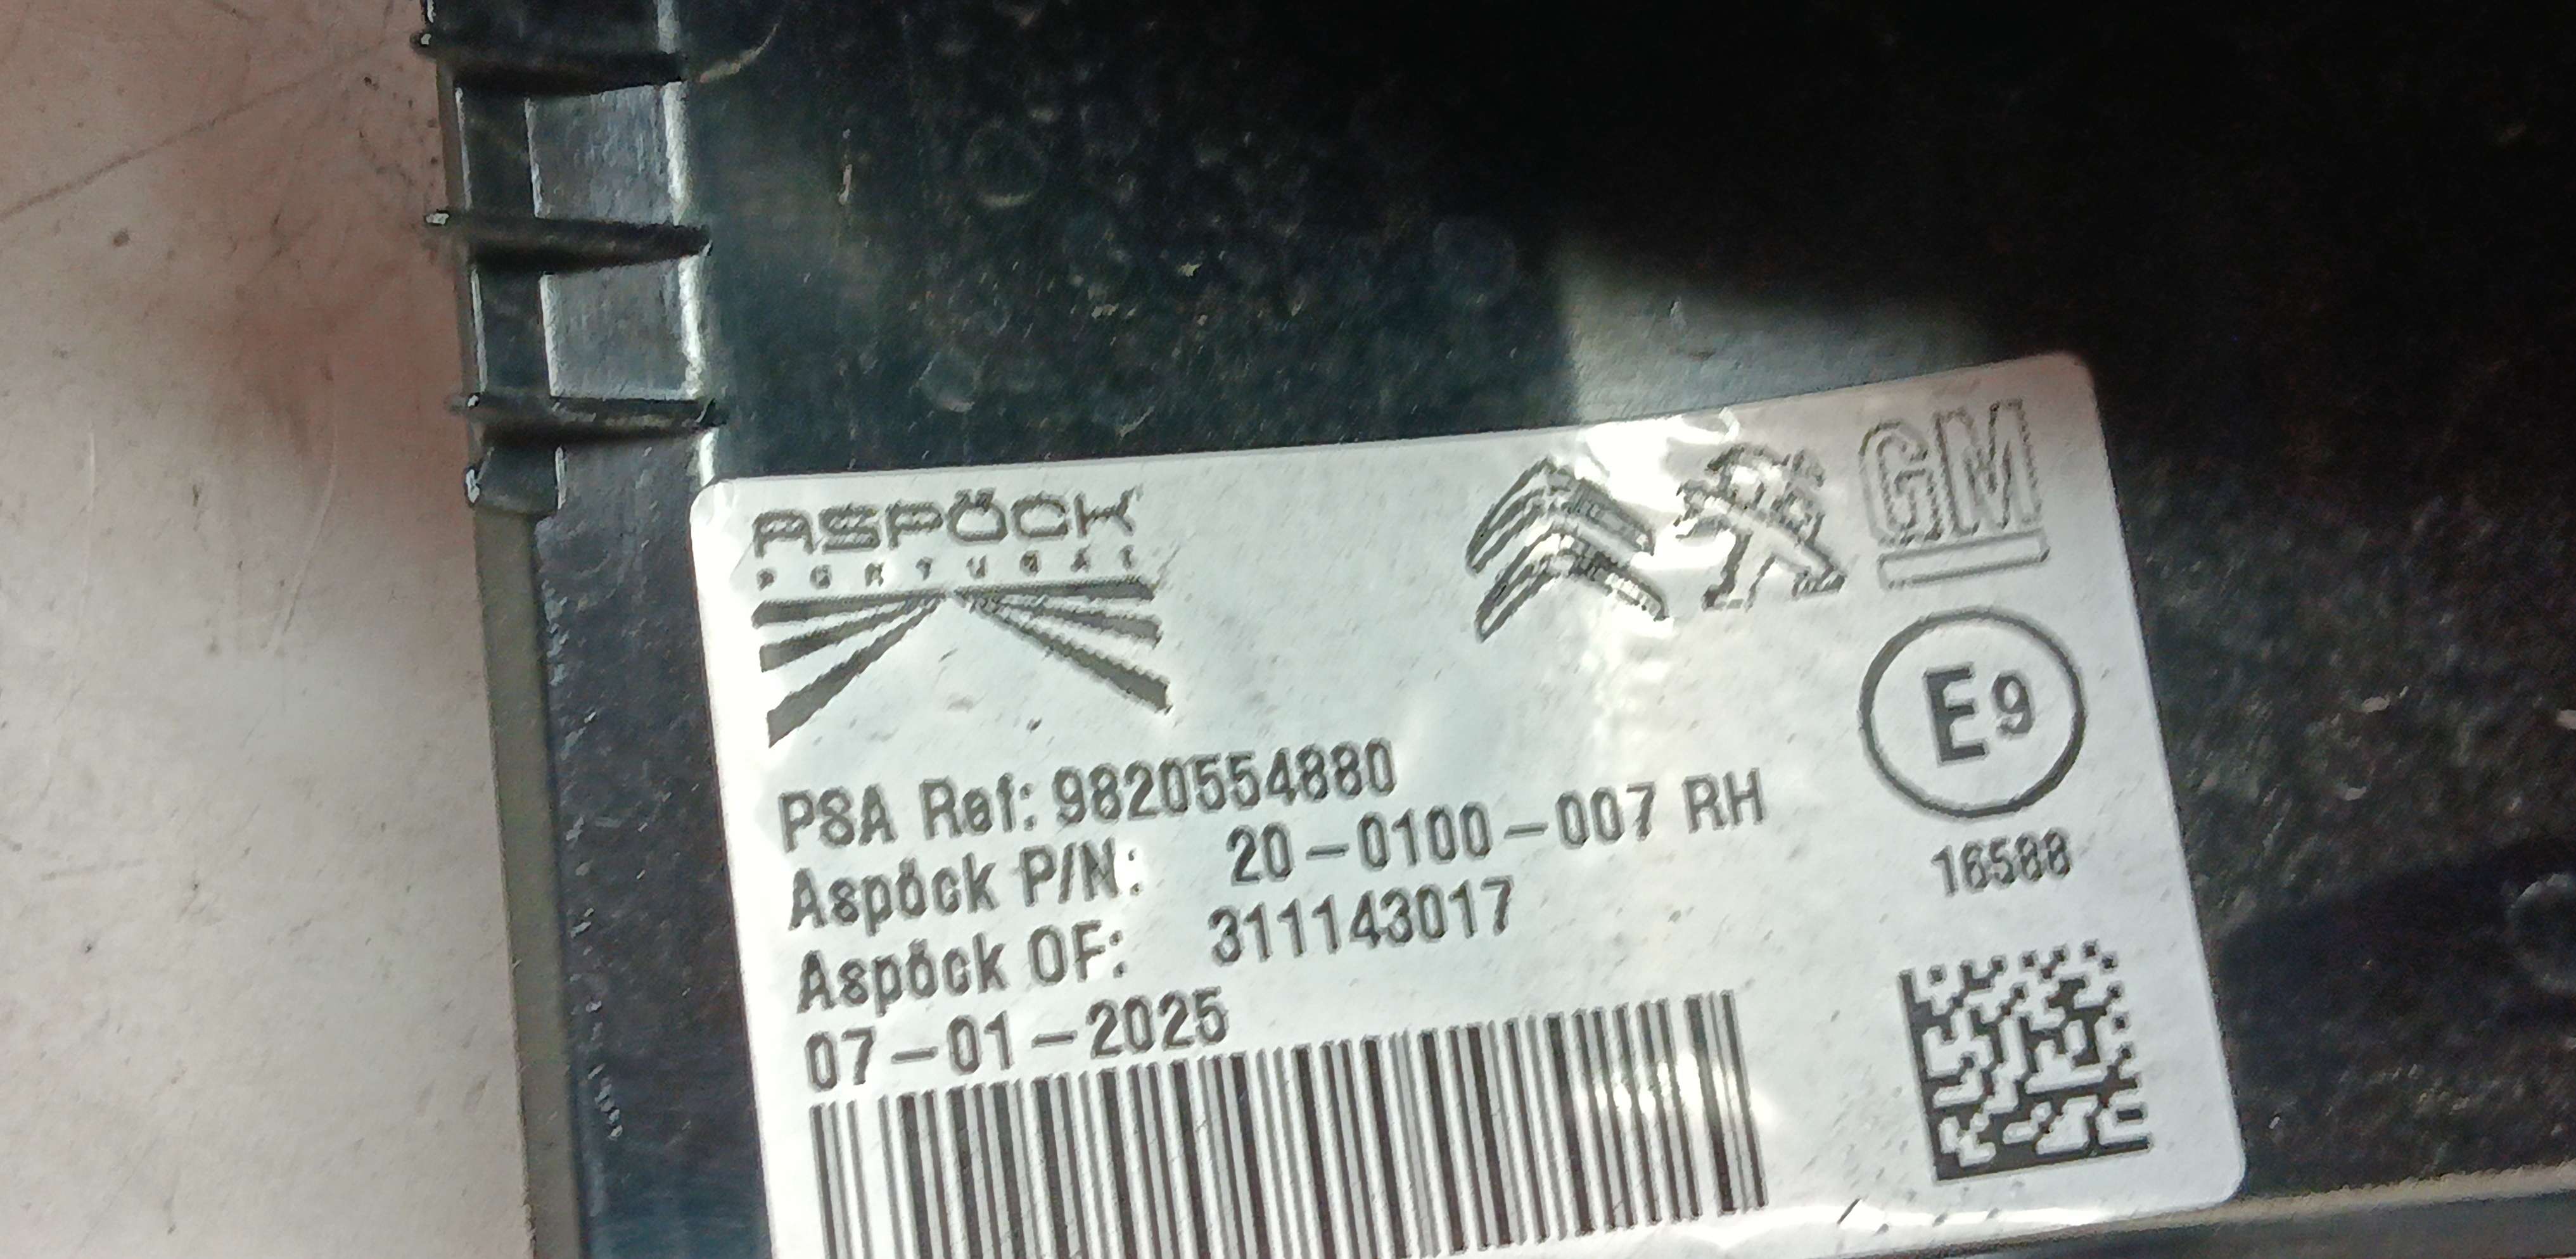 ASPÖCK
PORTUGAL
GM
E9
PSA Ref: 9820554880
Aspöck P/N: 20-0100-007 RH
16588
Aspöck OF: 311143017
07-01-2025